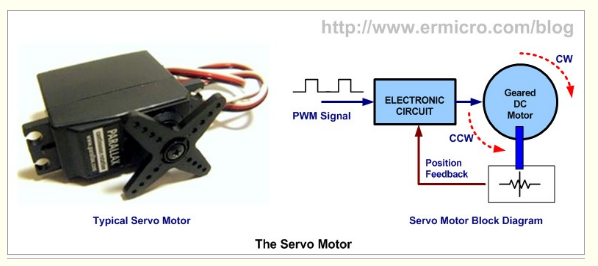 http://www.ermicro.com/blog
PARALLAX
CW
ELECTRONIC
CIRCUIT
Geared
DC
Motor
PWM Signal
CCW
Position
Feedback
Typical Servo Motor
Servo Motor Block Diagram
The Servo Motor